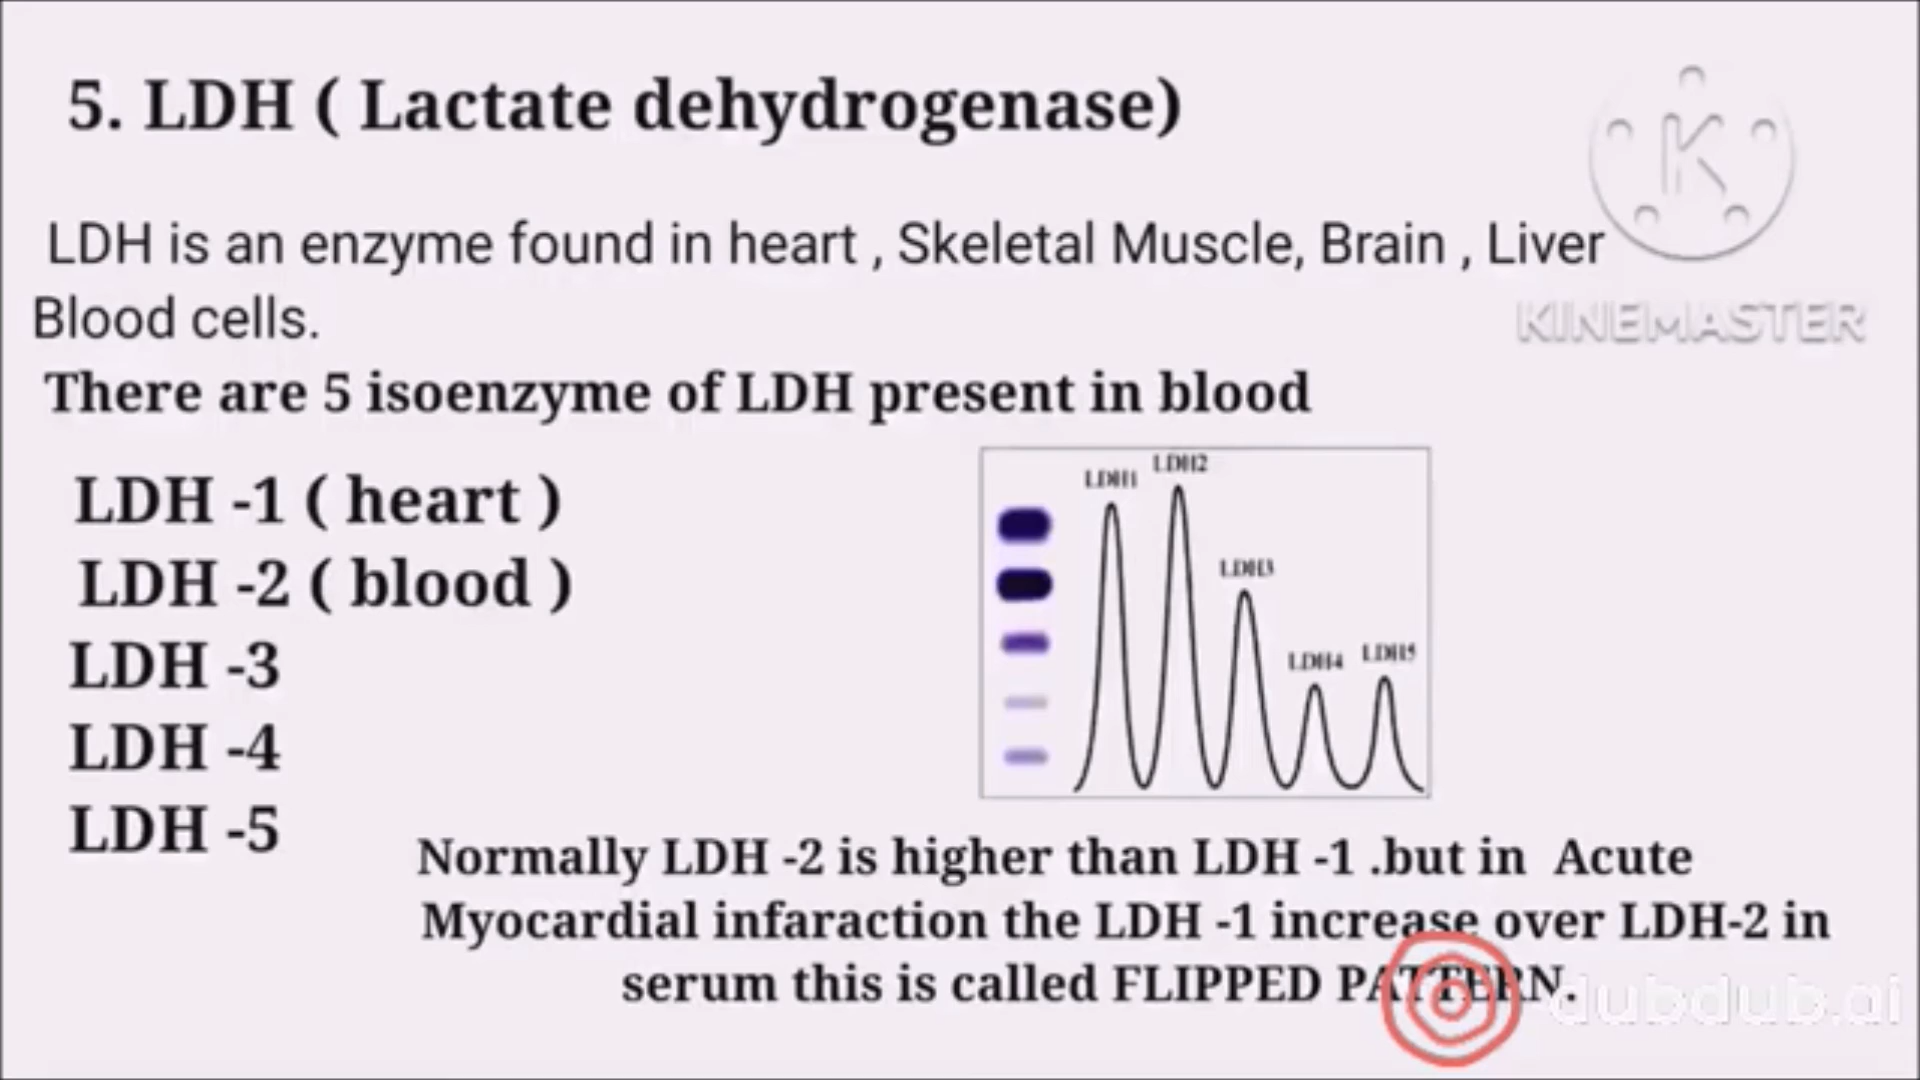 5. LDH ( Lactate dehydrogenase)
K
KINEMASTER
LDH is an enzyme found in heart , Skeletal Muscle, Brain , Liver
Blood cells.
There are 5 isoenzyme of LDH present in blood
LDH -1 ( heart )
LDH -2 ( blood )
LDH -3
LDH -4
LDH -5
LDH1
LDH2
LDH3
LDH4
LDH5
Normally LDH -2 is higher than LDH -1 .but in Acute
Myocardial infaraction the LDH -1 increase over LDH-2 in
serum this is called FLIPPED PATTERN.
dubdub.ai